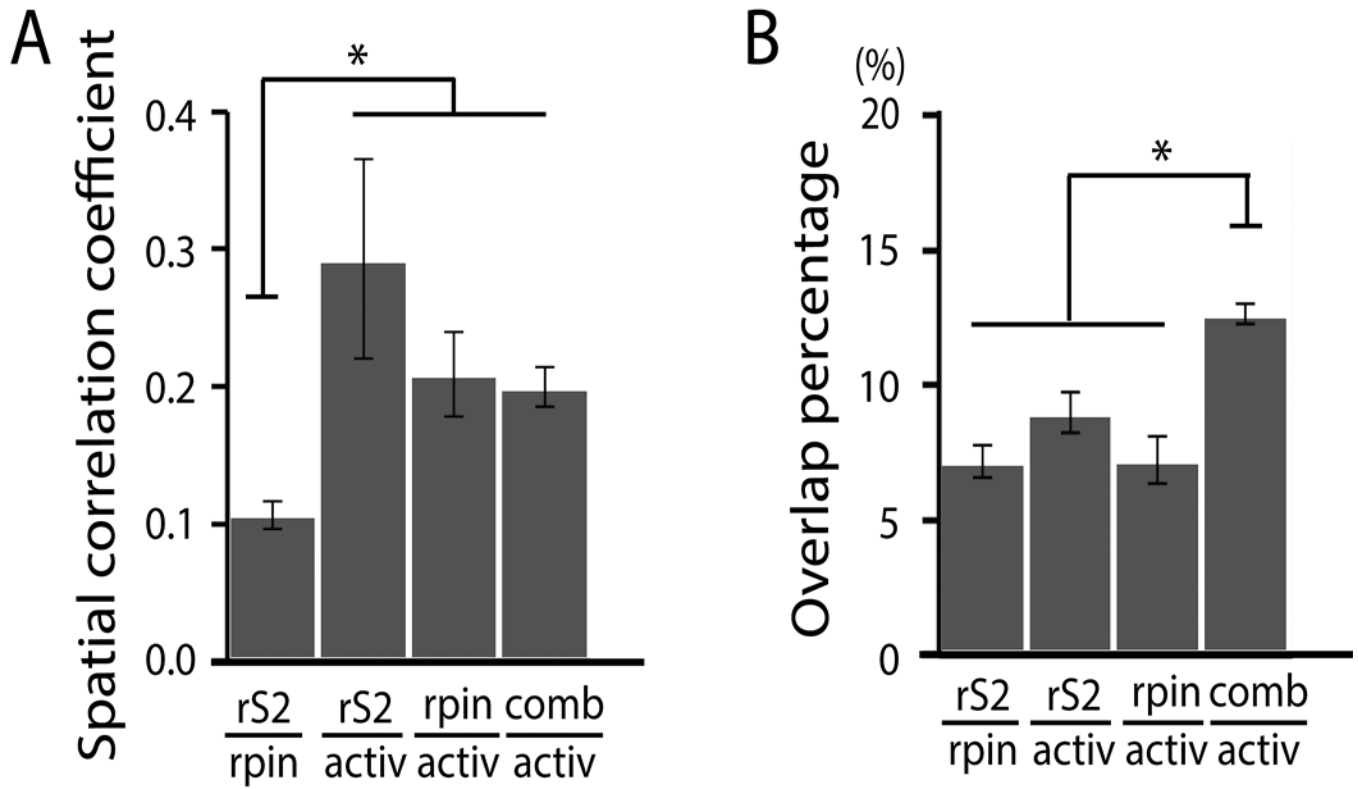 A
Spatial correlation coefficient
*
0.4
0.3
0.2
0.1
0.0
rS2 rS2 rpin comb
rpin activ activ activ
B
(%)
Overlap percentage
*
20
15
10
5
0
rS2 rS2 rpin comb
rpin activ activ activ